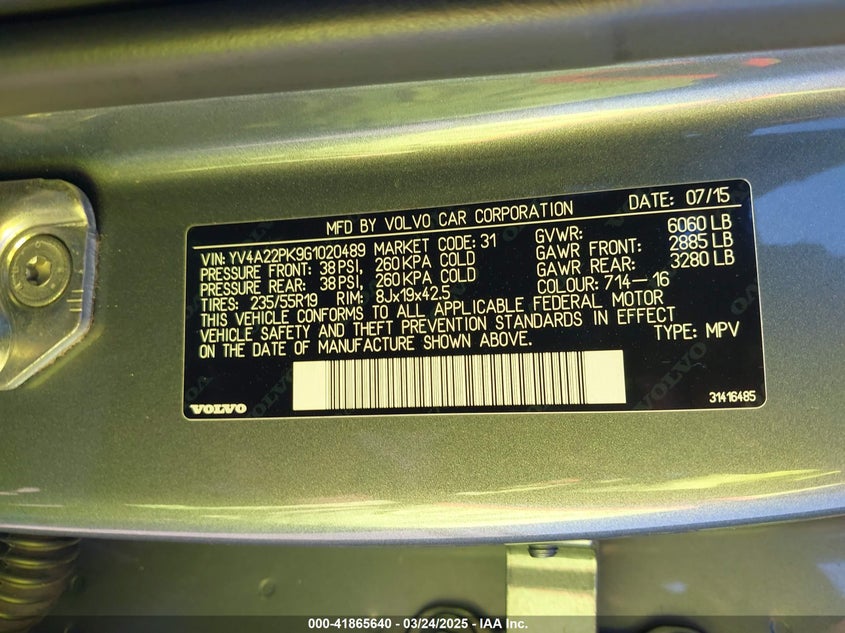 MFD BY VOLVO CAR CORPORATION DATE: 07/15
VIN: YV4A22PK9G1020489 MARKET CODE: 31 GVWR: 6060 LB
PRESSURE FRONT: 38 PSI, 260 KPA COLD GAWR FRONT: 2885 LB
PRESSURE REAR: 38 PSI, 260 KPA COLD GAWR REAR: 3280 LB
TIRES: 235/55R19 RIM: 8Jx19x42.5 COLOUR: 714-16
THIS VEHICLE CONFORMS TO ALL APPLICABLE FEDERAL MOTOR
VEHICLE SAFETY AND THEFT PREVENTION STANDARDS IN EFFECT
ON THE DATE OF MANUFACTURE SHOWN ABOVE. TYPE: MPV
VOLVO 31416485
000-41865640 - 03/24/2025 - IAA Inc.